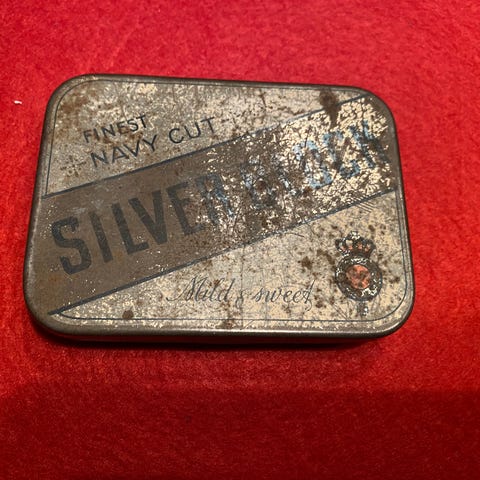 FINEST
NAVY CUT
SILVER
Mild & sweet